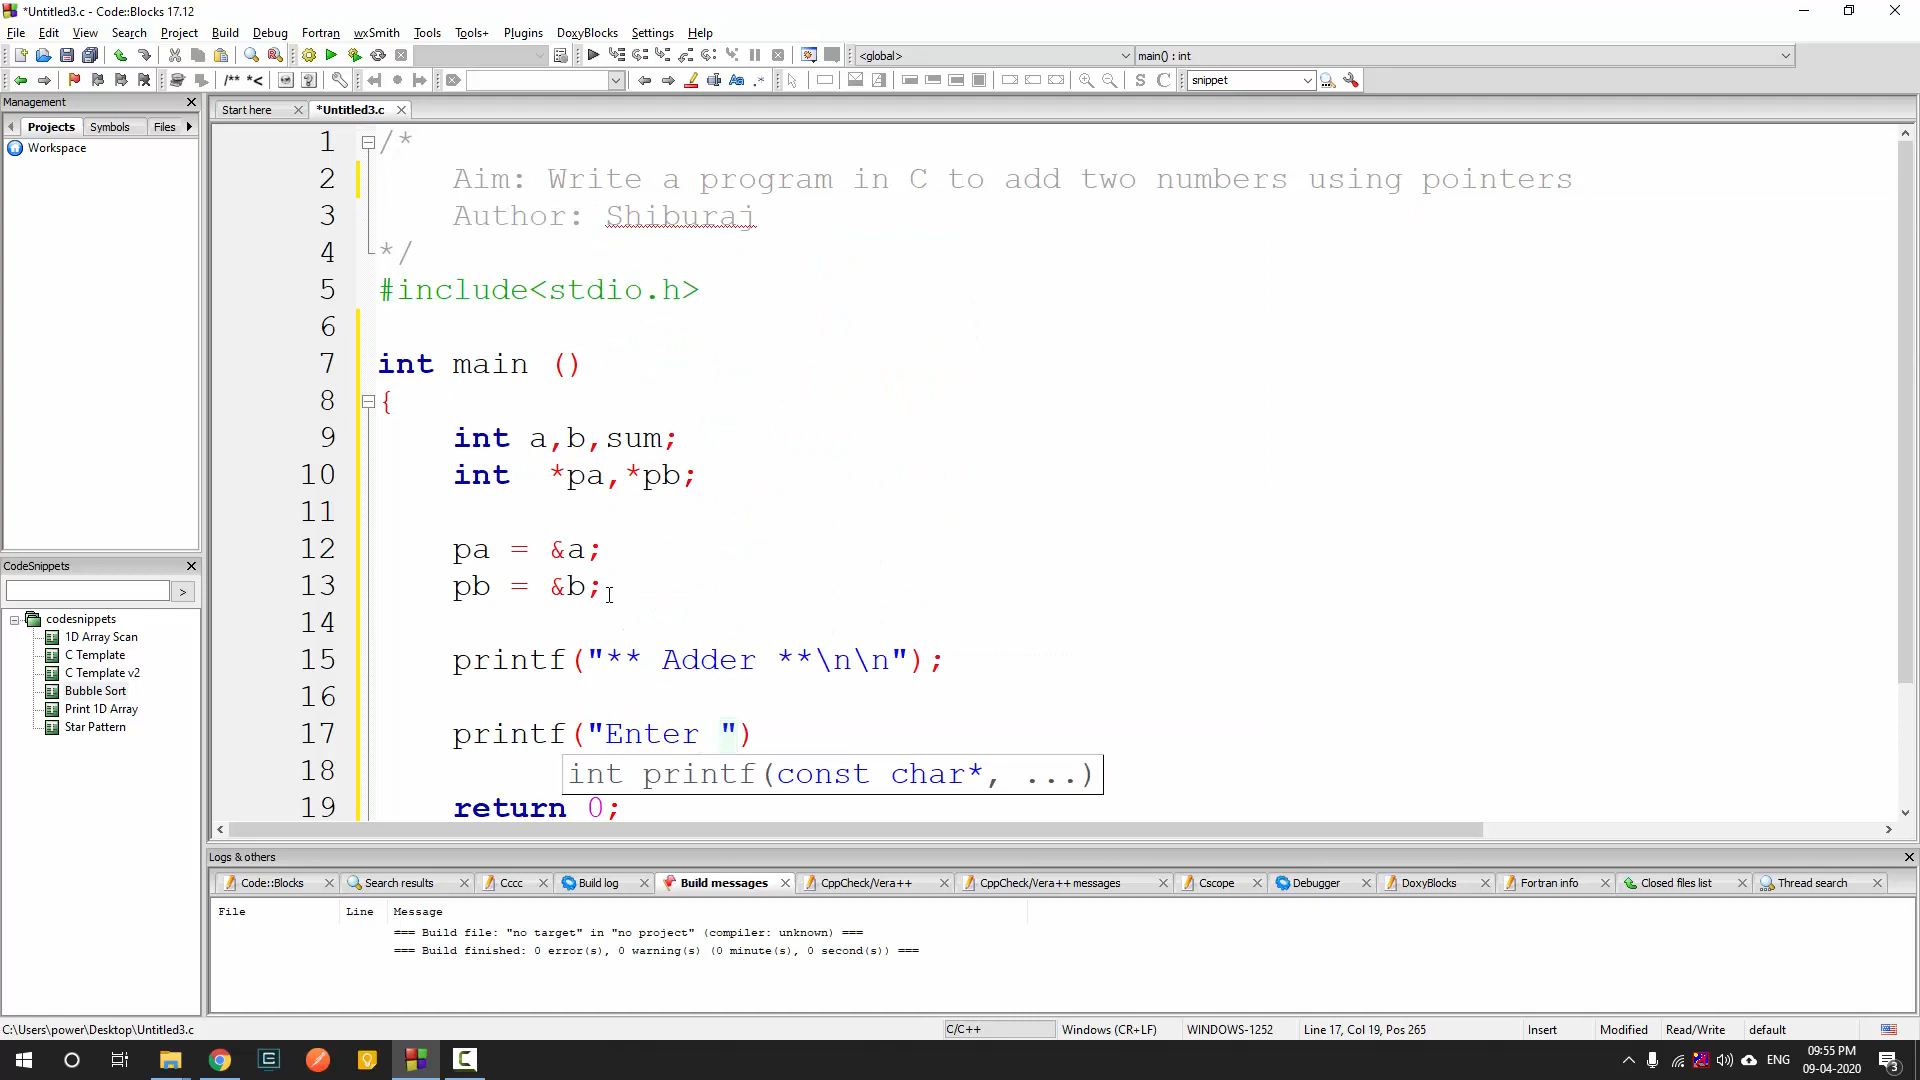 *Untitled3.c - Code::Blocks 17.12
File Edit View Search Project Build Debug Fortran wxSmith Tools Tools+ Plugins DoxyBlocks Settings Help
<global> main() : int
/** *< snippet
Management
Projects Symbols Files
Workspace
CodeSnippets
>
codesnippets
1D Array Scan
C Template
C Template v2
Bubble Sort
Print 1D Array
Star Pattern
Start here *Untitled3.c
1 /*
2 Aim: Write a program in C to add two numbers using pointers
3 Author: Shiburaj
4 */
5 #include<stdio.h>
6
7 int main ()
8 {
9 int a,b,sum;
10 int *pa,*pb;
11
12 pa = &a;
13 pb = &b;
14
15 printf("** Adder **\n\n");
16
17 printf("Enter ")
18 int printf(const char*, ...)
19 return 0;
Logs & others
Code::Blocks Search results Cccc Build log Build messages CppCheck/Vera++ CppCheck/Vera++ messages Cscope Debugger DoxyBlocks Fortran info Closed files list Thread search
File Line Message
=== Build file: "no target" in "no project" (compiler: unknown) ===
=== Build finished: 0 error(s), 0 warning(s) (0 minute(s), 0 second(s)) ===
C:\Users\power\Desktop\Untitled3.c C/C++ Windows (CR+LF) WINDOWS-1252 Line 17, Col 19, Pos 265 Insert Modified Read/Write default
ENG 09:55 PM
09-04-2020 3